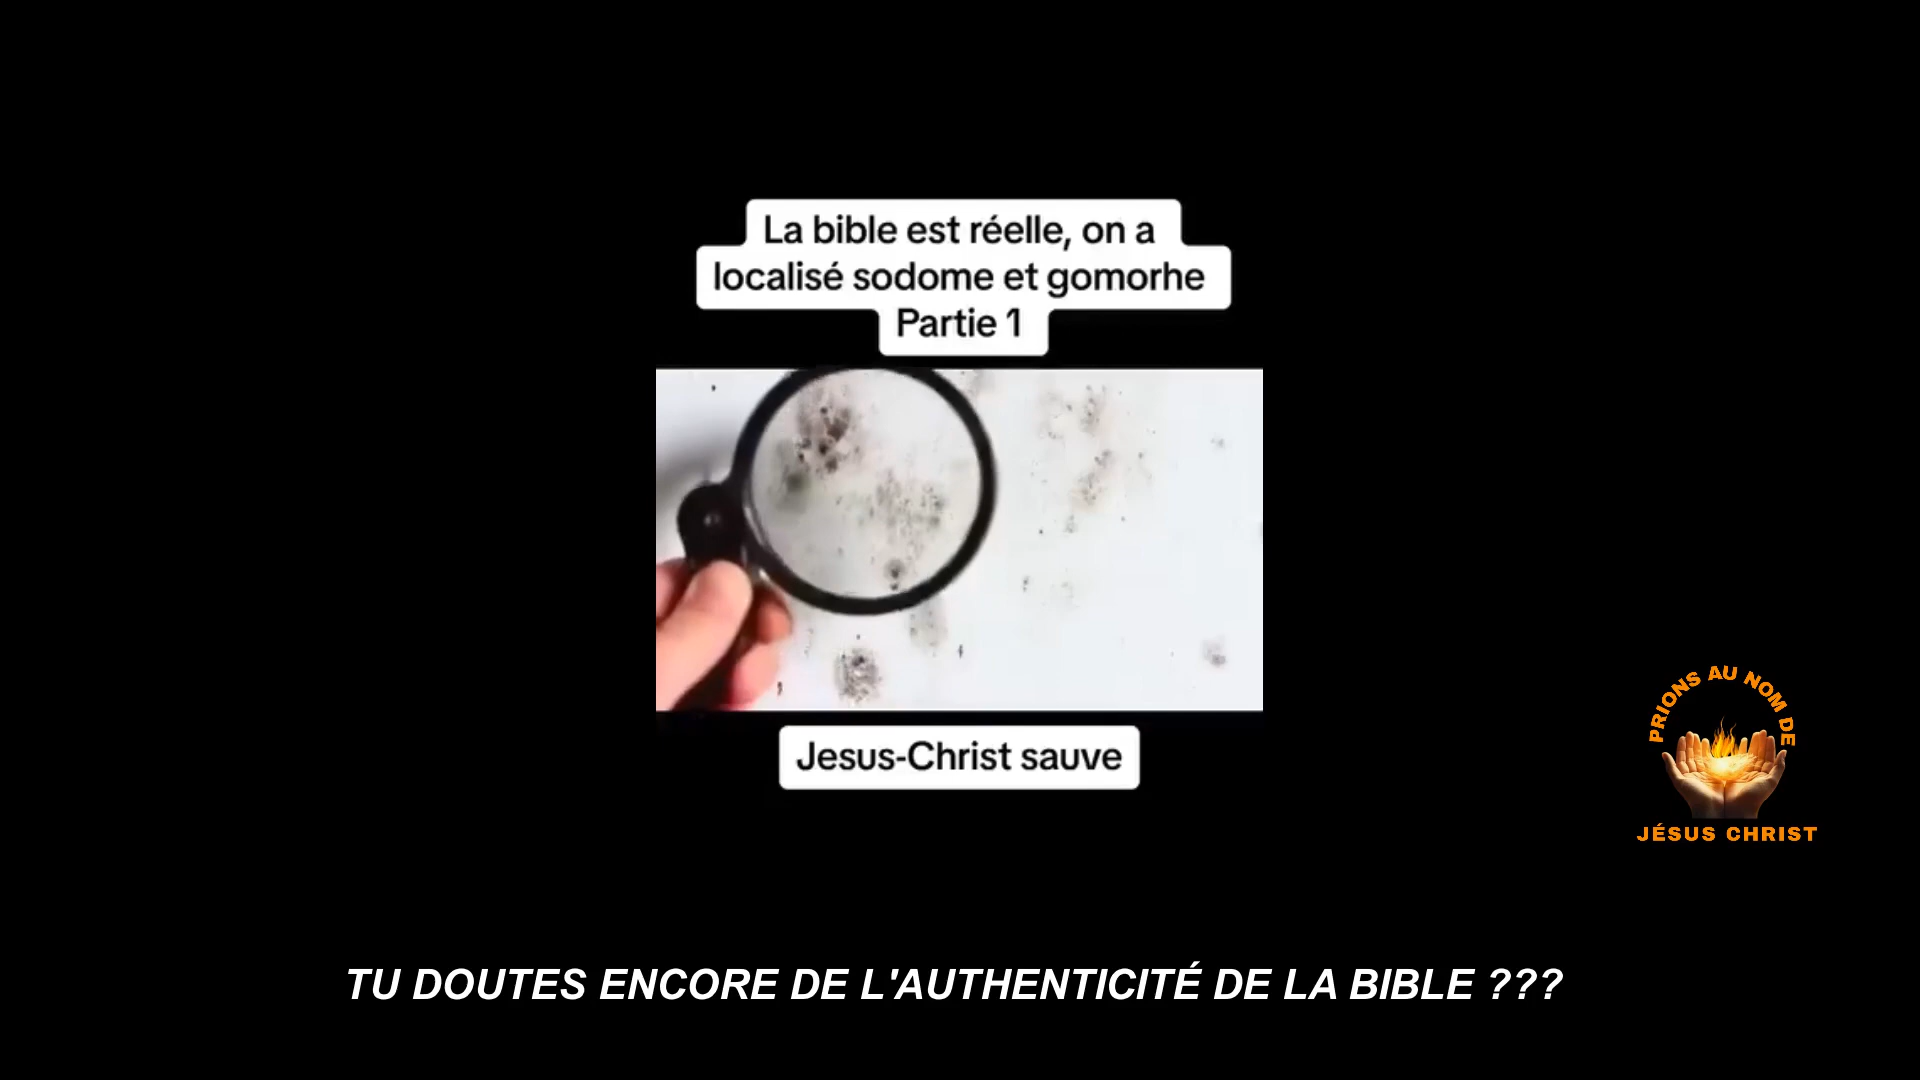 La bible est réelle, on a
localisé sodome et gomorhe
Partie 1
Jesus-Christ sauve
PRIONS AU NOM DE
JÉSUS CHRIST
TU DOUTES ENCORE DE L'AUTHENTICITÉ DE LA BIBLE ???